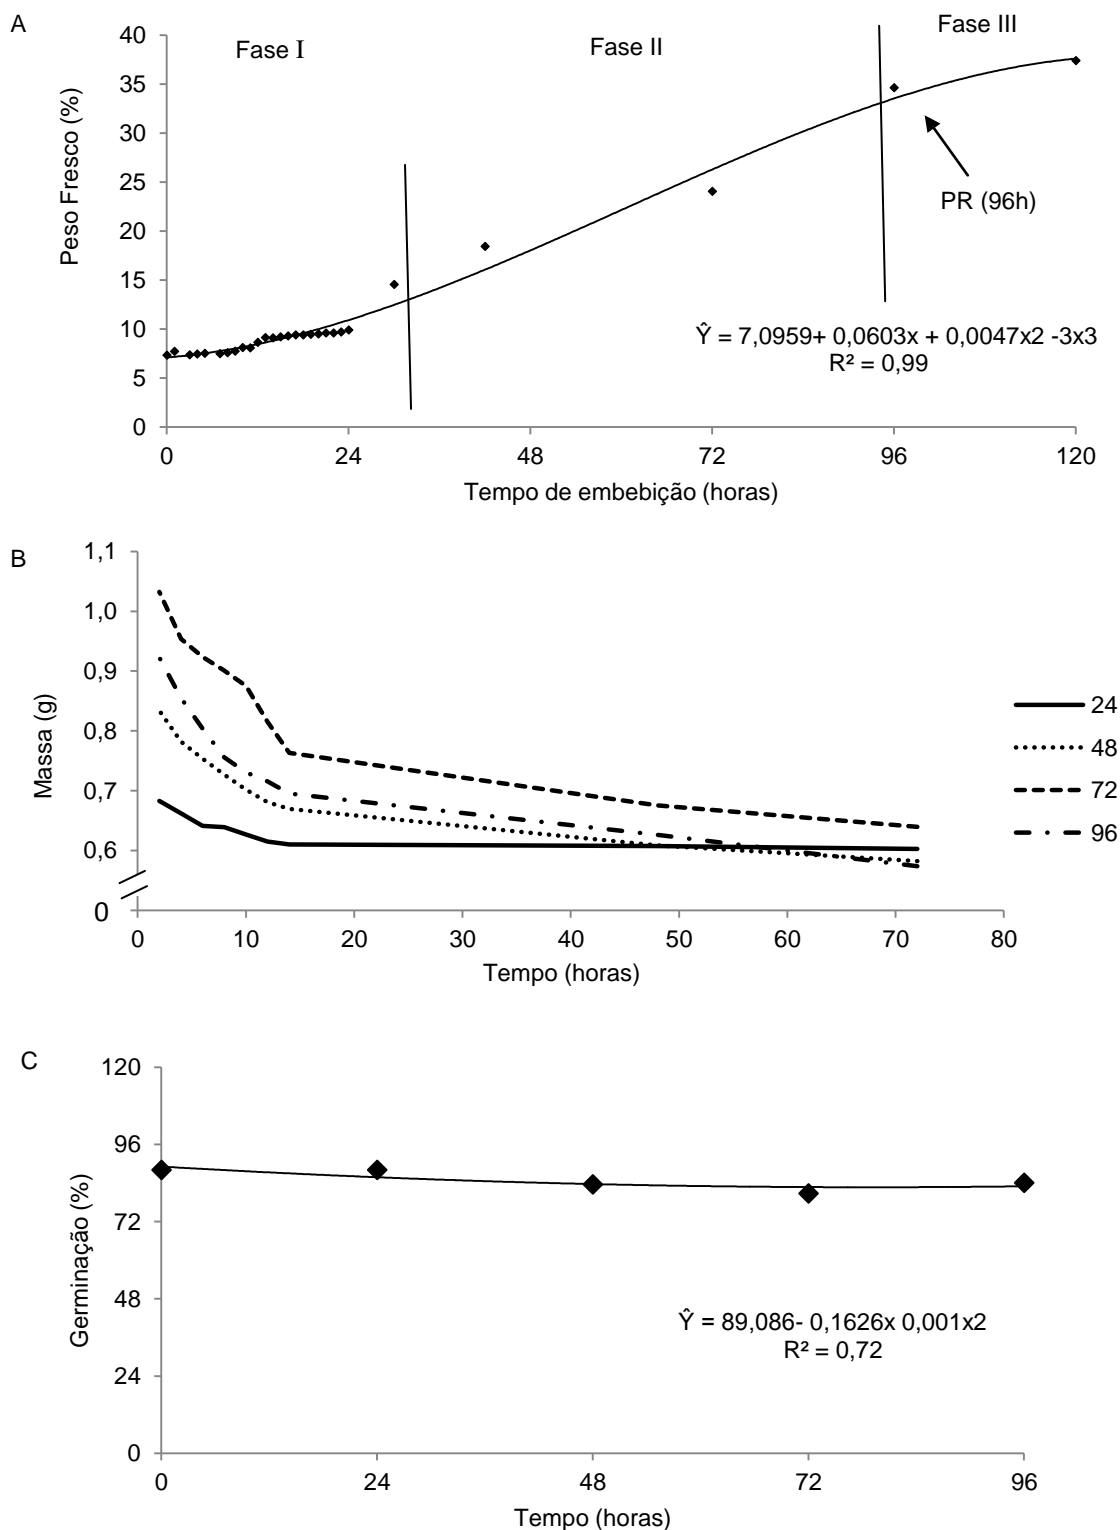 A
Fase I
Fase II
Fase III
40
35
30
25
20
15
10
5
0
Peso Fresco (%)
PR (96h)
Ŷ = 7,0959+ 0,0603x + 0,0047x2 -3x3
R² = 0,99
0 24 48 72 96 120
Tempo de embebição (horas)
B
1,1
1,0
0,9
0,8
0,7
0,6
0
Massa (g)
24
48
72
96
0 10 20 30 40 50 60 70 80
Tempo (horas)
C
120
96
72
48
24
0
Germinação (%)
Ŷ = 89,086- 0,1626x 0,001x2
R² = 0,72
0 24 48 72 96
Tempo (horas)